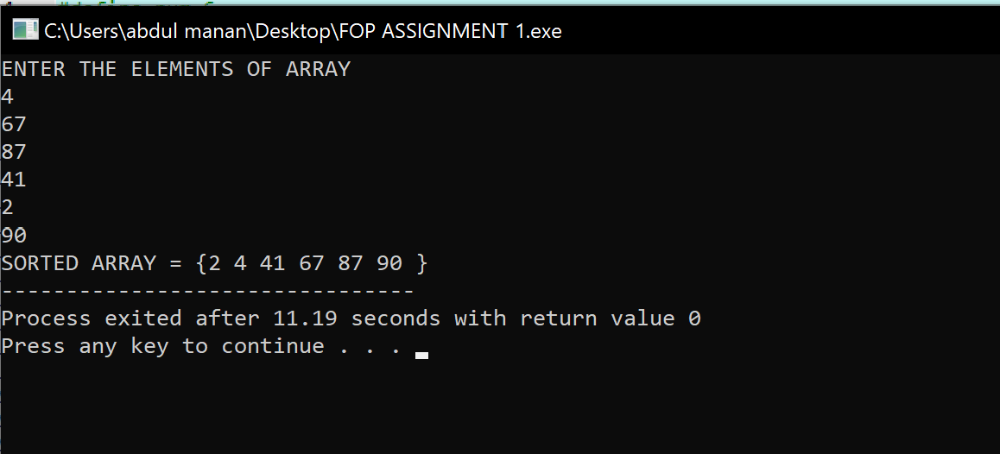 C:\Users\abdul manan\Desktop\FOP ASSIGNMENT 1.exe
ENTER THE ELEMENTS OF ARRAY
4
67
87
41
2
90
SORTED ARRAY = {2 4 41 67 87 90 }
--------------------------------
Process exited after 11.19 seconds with return value 0
Press any key to continue . . .